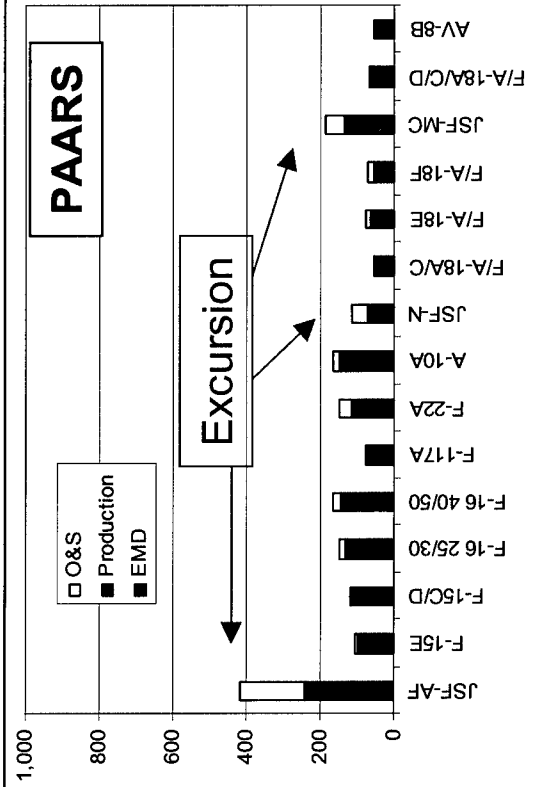 PAARS
Excursion
O&S
Production
EMD
1,000
800
600
400
200
0
JSF-AF
F-15E
F-15C/D
F-16 25/30
F-16 40/50
F-117A
F-22A
A-10A
JSF-N
F/A-18A/C
F/A-18E
F/A-18F
JSF-MC
F/A-18A/C/D
AV-8B